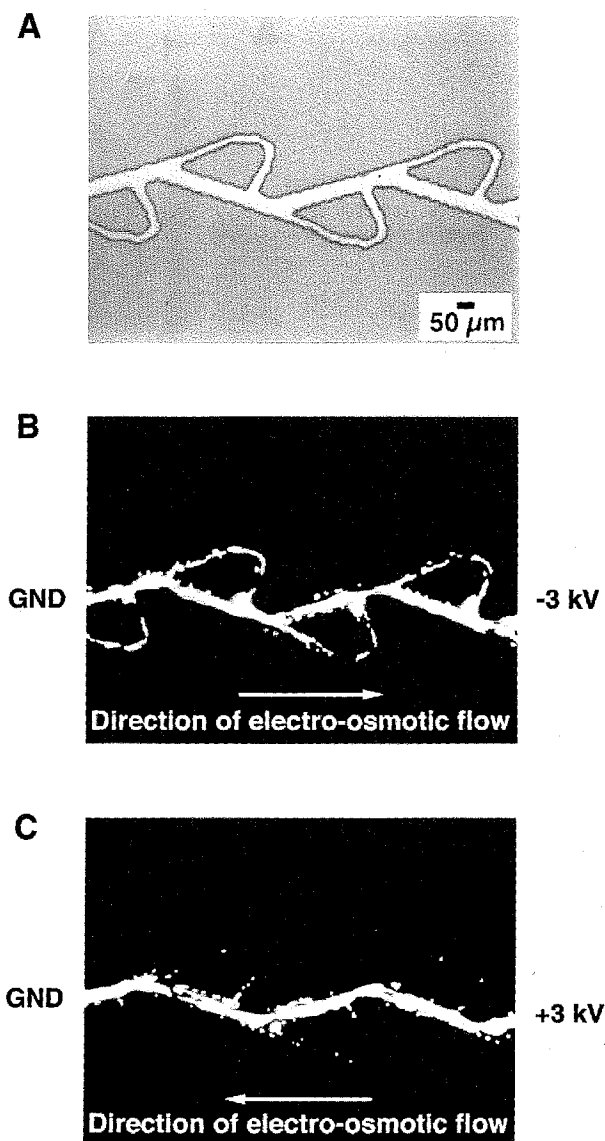 A
50 µm
B
GND
-3 kV
Direction of electro-osmotic flow
C
GND
+3 kV
Direction of electro-osmotic flow